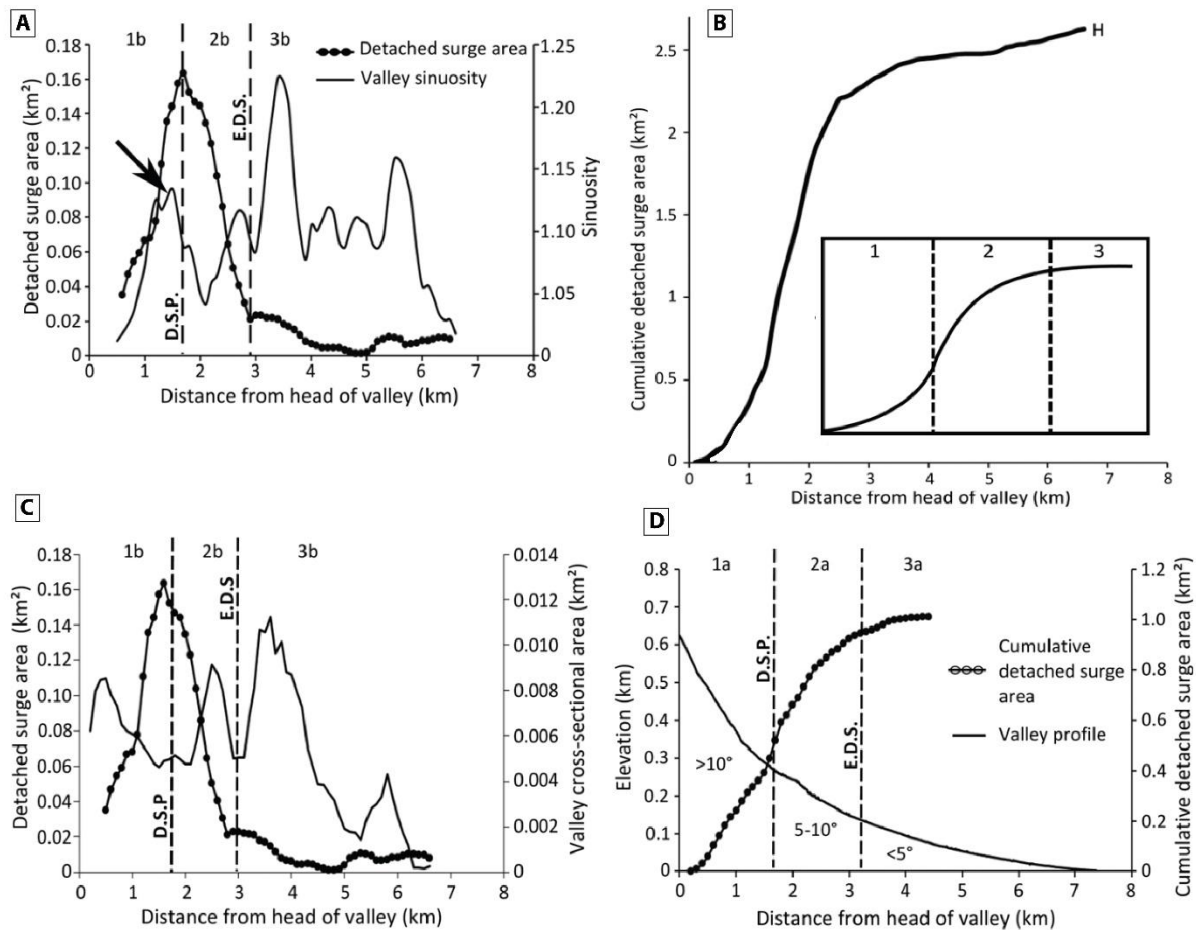 A
1b 2b 3b
Detached surge area
Valley sinuosity
0.18
0.16
0.14
0.12
0.10
0.08
0.06
0.04
0.02
0
Detached surge area (km²)
D.S.P.
E.D.S.
1.25
1.20
1.15
1.10
1.05
0
Sinuosity
0 1 2 3 4 5 6 7 8
Distance from head of valley (km)
B
H
2.5
2
1.5
1
0.5
0
Cumulative detached surge area (km²)
1 2 3
0 1 2 3 4 5 6 7 8
Distance from head of valley (km)
C
1b 2b 3b
0.18
0.16
0.14
0.12
0.10
0.08
0.06
0.04
0.02
0
Detached surge area (km²)
D.S.P
E.D.S
0.014
0.012
0.010
0.008
0.006
0.004
0.002
0.000
Valley cross-sectional area (km²)
0 1 2 3 4 5 6 7 8
Distance from head of valley (km)
D
1a 2a 3a
0.8
0.7
0.6
0.5
0.4
0.3
0.2
0.1
0
Elevation (km)
D.S.P.
E.D.S.
Cumulative
detached surge
area
Valley profile
>10°
5-10°
<5°
1.2
1.0
0.8
0.6
0.4
0.2
0
Cumulative detached surge area (km²)
0 1 2 3 4 5 6 7 8
Distance from head of valley (km)